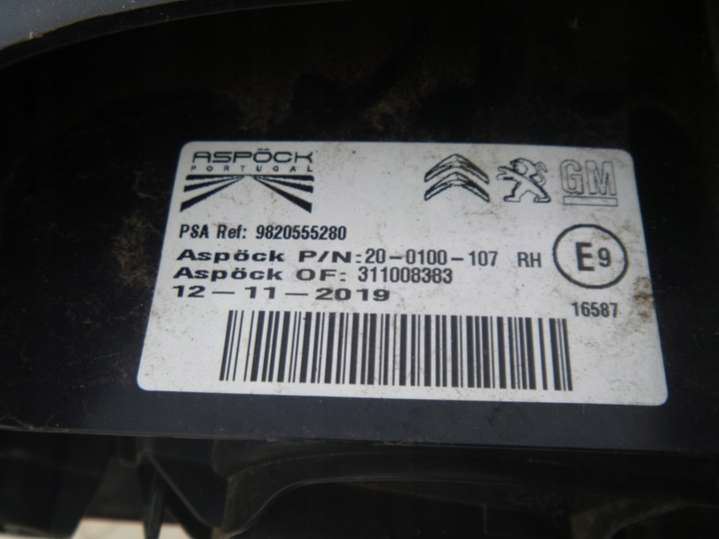 ASPÖCK
PORTUGAL
GM
PSA Ref: 9820555280
Aspöck P/N: 20-0100-107 RH
E9
Aspöck OF: 311008383
12-11-2019
16587